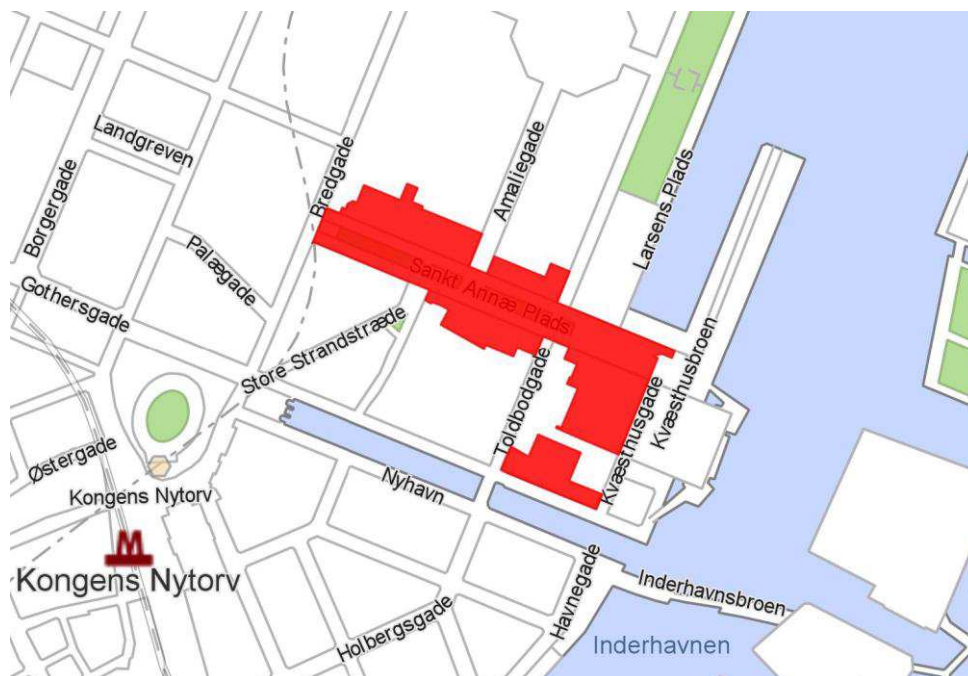 Landgreven
Borgergade
Bredgade
Amaliegade
Larsens Plads
Palægade
Gothersgade
Sankt Annæ Plads
Store Strandstræde
Kvæsthusbroen
Toldbodgade
Kvæsthusgade
Østergade
Kongens Nytorv
Nyhavn
M
Kongens Nytorv
Havnegade
Inderhavnsbroen
Holbergsgade
Inderhavnen